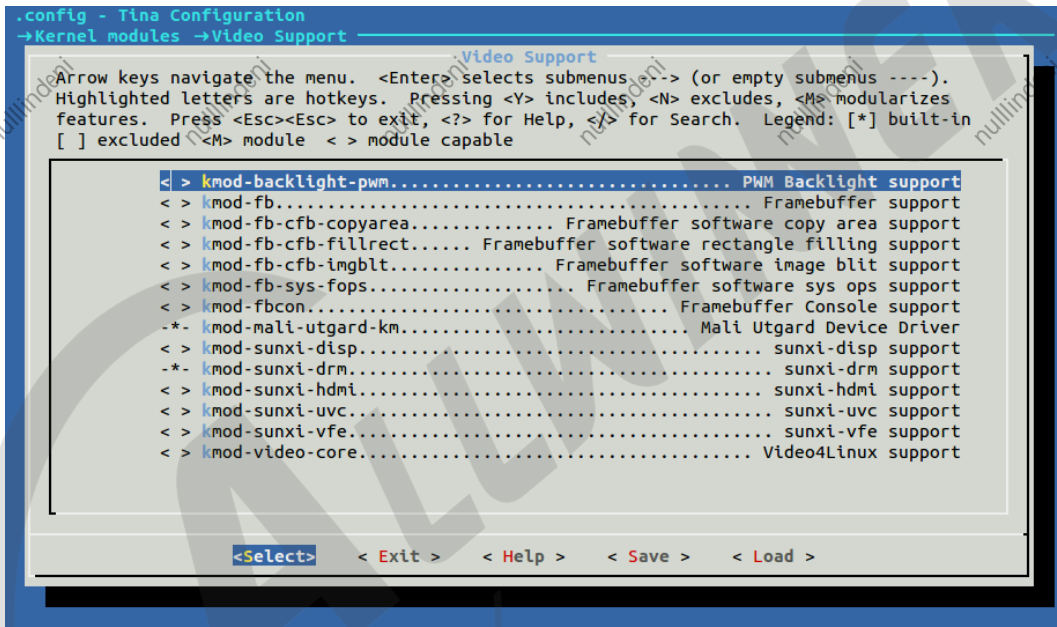 .config - Tina Configuration
→Kernel modules →Video Support
Video Support
Arrow keys navigate the menu.  <Enter> selects submenus ---> (or empty submenus ----).
Highlighted letters are hotkeys.  Pressing <Y> includes, <N> excludes, <M> modularizes
features.  Press <Esc><Esc> to exit, <?> for Help, </> for Search.  Legend: [*] built-in
[ ] excluded  <M> module  < > module capable
< > kmod-backlight-pwm................................. PWM Backlight support
< > kmod-fb.............................................. Framebuffer support
< > kmod-fb-cfb-copyarea.............. Framebuffer software copy area support
< > kmod-fb-cfb-fillrect...... Framebuffer software rectangle filling support
< > kmod-fb-cfb-imgblt............... Framebuffer software image blit support
< > kmod-fb-sys-fops.................... Framebuffer software sys ops support
< > kmod-fbcon................................... Framebuffer Console support
-*- kmod-mali-utgard-km............................ Mali Utgard Device Driver
< > kmod-sunxi-disp....................................... sunxi-disp support
-*- kmod-sunxi-drm......................................... sunxi-drm support
< > kmod-sunxi-hdmi....................................... sunxi-hdmi support
< > kmod-sunxi-uvc......................................... sunxi-uvc support
< > kmod-sunxi-vfe......................................... sunxi-vfe support
< > kmod-video-core...................................... Video4Linux support
<Select>    < Exit >    < Help >    < Save >    < Load >
ALLWINNER
nullindeni
nullindeni
nullindeni
nullindeni